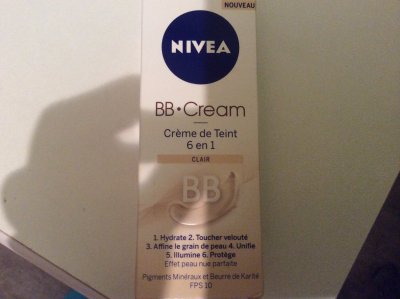 NOUVEAU
NIVEA
BB•Cream
Crème de Teint
6 en 1
CLAIR
BB
1. Hydrate 2. Toucher velouté
3. Affine le grain de peau 4. Unifie
5. Illumine 6. Protège
Effet peau nue parfaite
Pigments Minéraux et Beurre de Karité
FPS 10